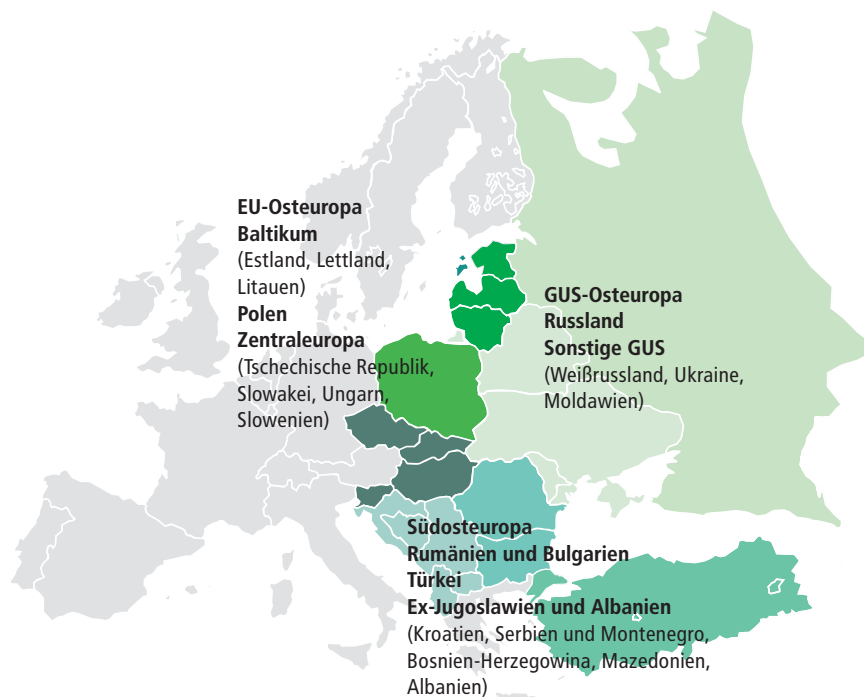 EU-Osteuropa
Baltikum
(Estland, Lettland,
Litauen)
Polen
Zentraleuropa
(Tschechische Republik,
Slowakei, Ungarn,
Slowenien)
GUS-Osteuropa
Russland
Sonstige GUS
(Weißrussland, Ukraine,
Moldawien)
Südosteuropa
Rumänien und Bulgarien
Türkei
Ex-Jugoslawien und Albanien
(Kroatien, Serbien und Montenegro,
Bosnien-Herzegowina, Mazedonien,
Albanien)